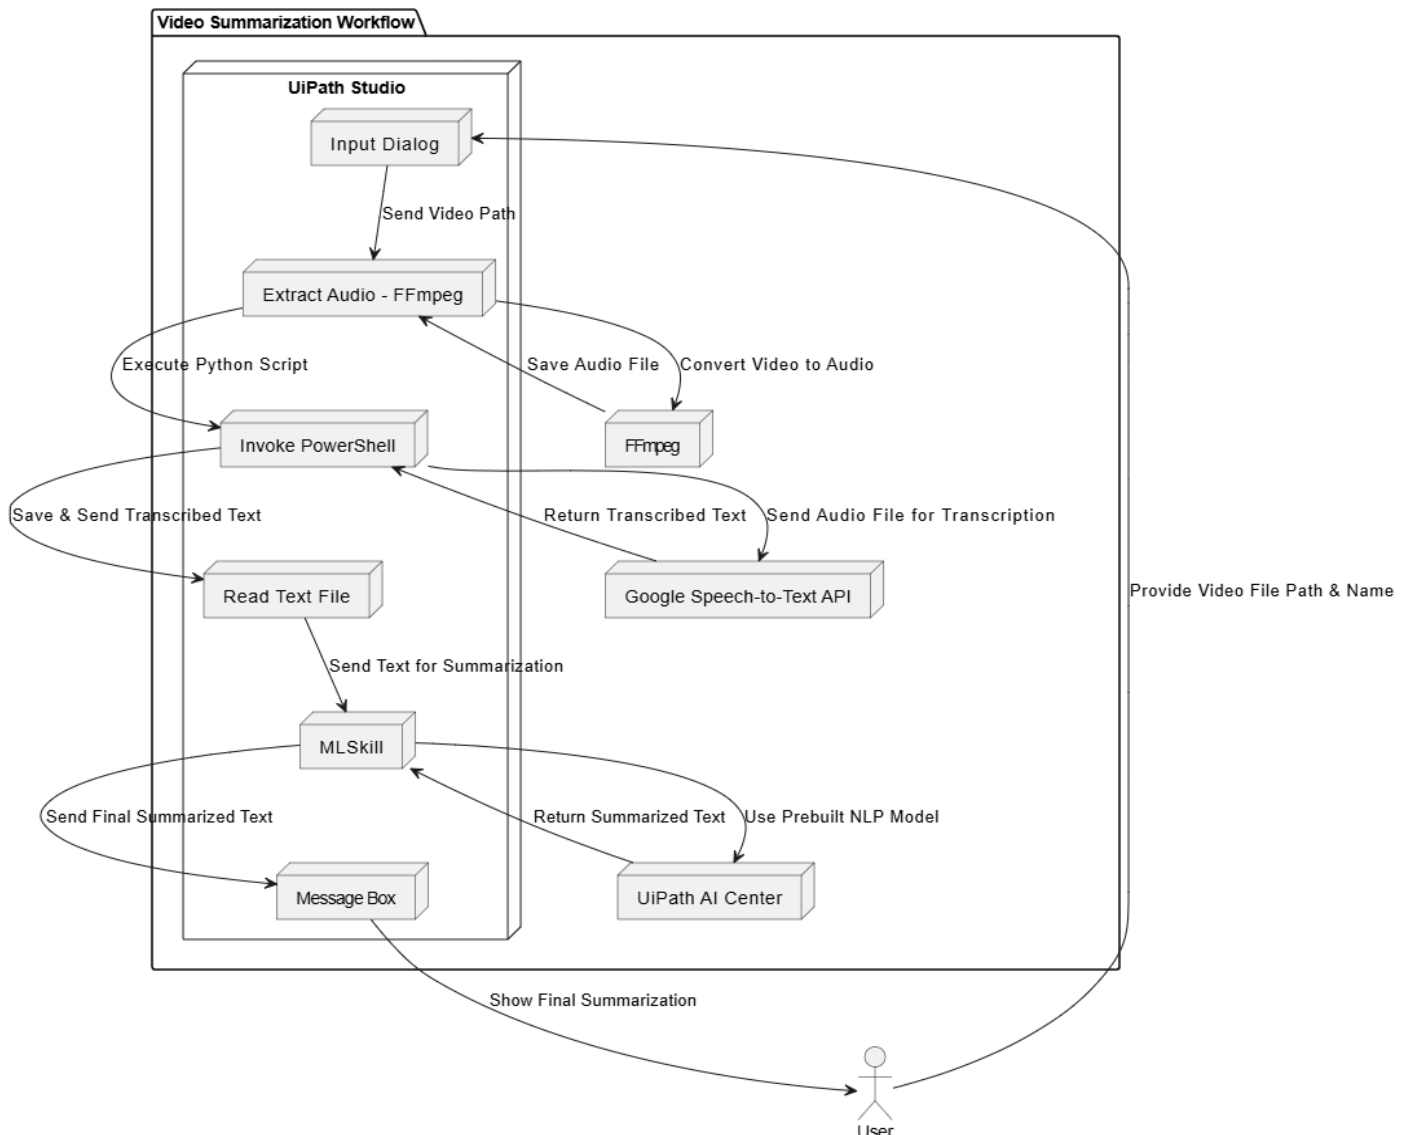 Video Summarization Workflow
UiPath Studio
Input Dialog
Send Video Path
Extract Audio - FFmpeg
Execute Python Script
Save Audio File
Convert Video to Audio
Invoke PowerShell
FFmpeg
Save & Send Transcribed Text
Return Transcribed Text
Send Audio File for Transcription
Read Text File
Google Speech-to-Text API
Provide Video File Path & Name
Send Text for Summarization
MLSkill
Send Final Summarized Text
Return Summarized Text
Use Prebuilt NLP Model
Message Box
UiPath AI Center
Show Final Summarization
User